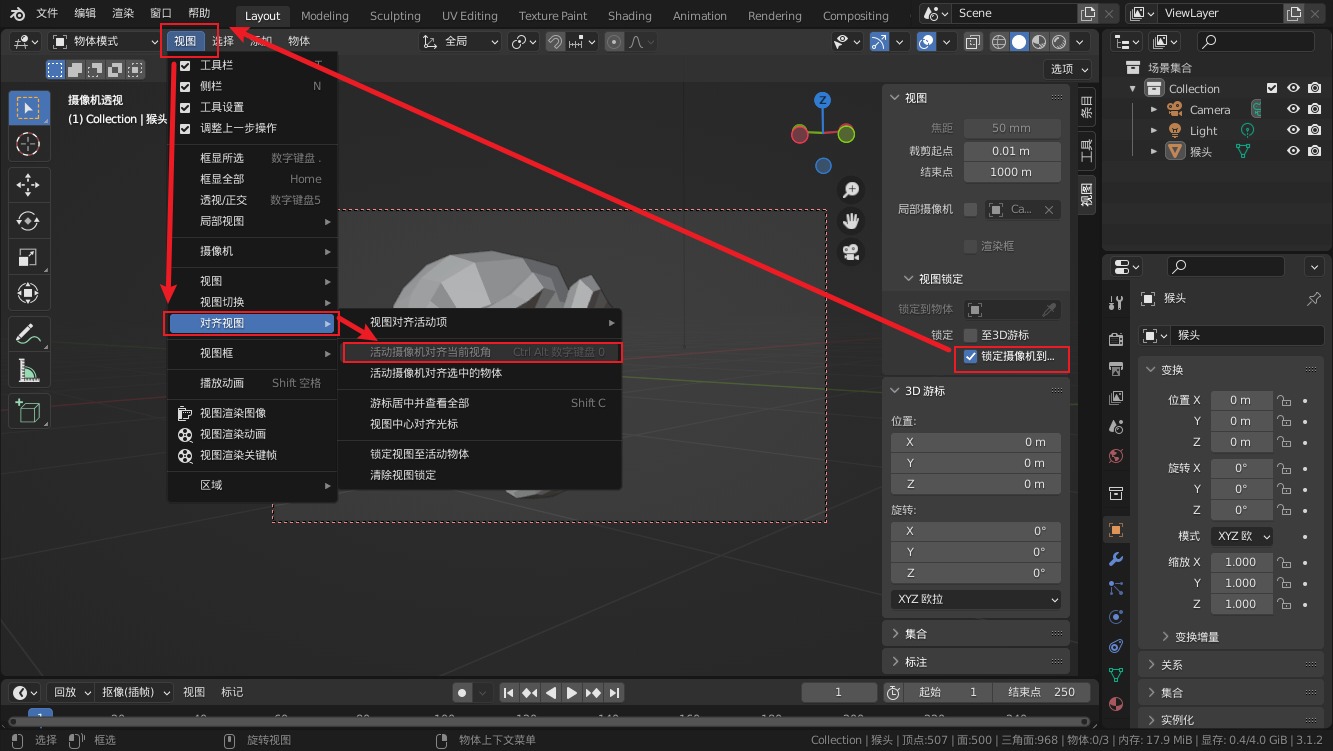 文件 编辑 渲染 窗口 帮助 Layout Modeling Sculpting UV Editing Texture Paint Shading Animation Rendering Compositing Scene ViewLayer
物体模式 视图 选择 添加 物体 全局
选项
摄像机透视
(1) Collection | 猴头
工具栏 T
侧栏 N
工具设置
调整上一步操作
框显所选 数字键盘 .
框显全部 Home
透视/正交 数字键盘5
局部视图
摄像机
视图
视图切换
对齐视图
视图框
播放动画 Shift 空格
视图渲染图像
视图渲染动画
视图渲染关键帧
区域
视图对齐活动项
活动摄像机对齐当前视角 Ctrl Alt 数字键盘 0
活动摄像机对齐选中的物体
游标居中并查看全部 Shift C
视图中心对齐光标
锁定视图至活动物体
清除视图锁定
Z
视图
焦距 50 mm
裁剪起点 0.01 m
结束点 1000 m
局部摄像机 Ca...
渲染框
视图锁定
锁定到物体
锁定 至3D游标
锁定摄像机到...
3D 游标
位置:
X 0 m
Y 0 m
Z 0 m
旋转:
X 0°
Y 0°
Z 0°
XYZ 欧拉
集合
标注
条目
工具
视图
场景集合
Collection
Camera
Light
猴头
猴头
猴头
变换
位置 X 0 m
Y 0 m
Z 0 m
旋转 X 0°
Y 0°
Z 0°
模式 XYZ 欧
缩放 X 1.000
Y 1.000
Z 1.000
变换增量
关系
集合
实例化
回放 抠像(插帧) 视图 标记 1 起始 1 结束点 250
1 20 40 60 80 100 120 140 160 180 200 220 240
选择 框选 旋转视图 物体上下文菜单 Collection | 猴头 | 顶点:507 | 面:500 | 三角面:968 | 物体:0/3 | 内存: 17.9 MiB | 显存: 0.4/4.0 GiB | 3.1.2